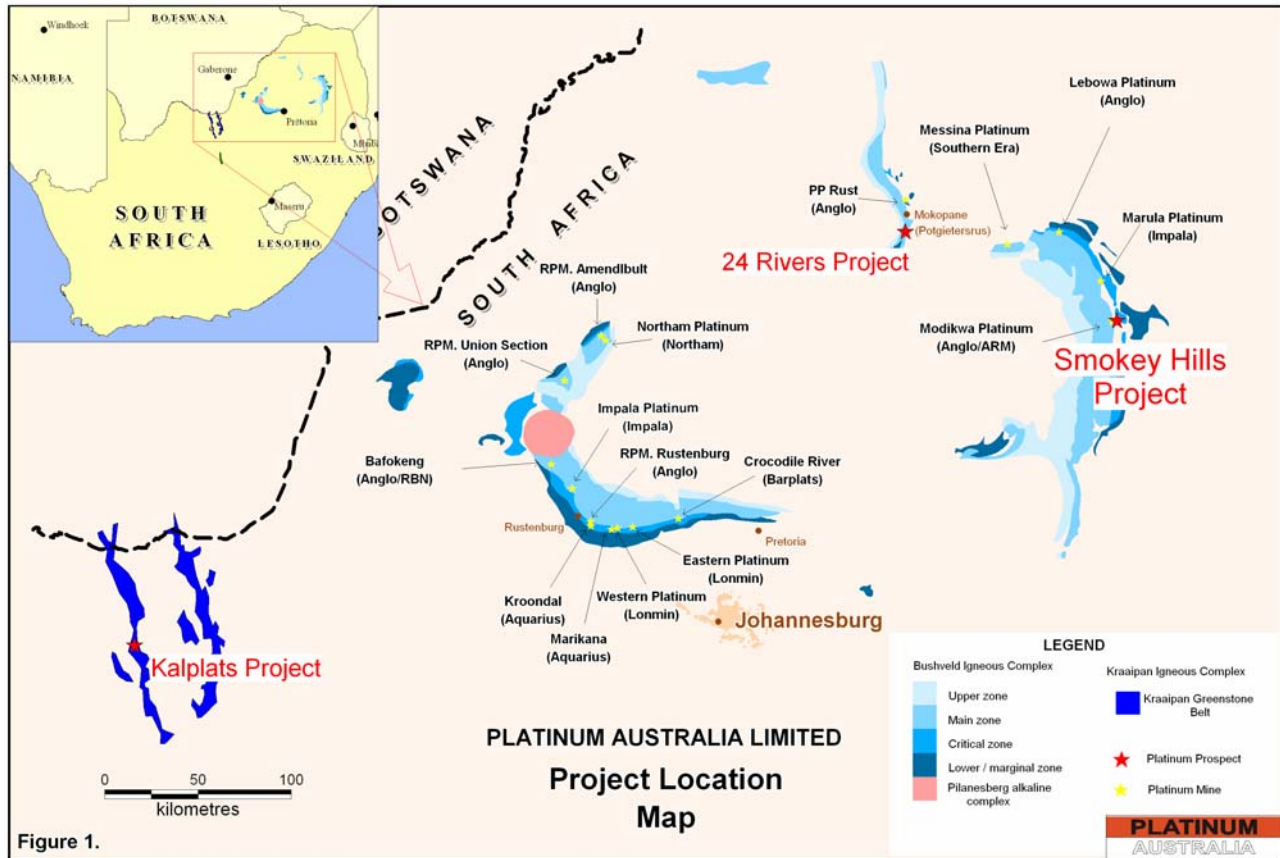 BOTSWANA
Windhoek
Gaberone
NAMIBIA
Pretoria
SWAZILAND
SOUTH
AFRICA
Maseru
LESOTHO
BOTSWANA
SOUTH AFRICA
Lebowa Platinum
(Anglo)
Messina Platinum
(Southern Era)
PP Rust
(Anglo)
Mokopane
(Potgietersrus)
Marula Platinum
(Impala)
24 Rivers Project
RPM. Amendlbult
(Anglo)
Northam Platinum
(Northam)
RPM. Union Section
(Anglo)
Modikwa Platinum
(Anglo/ARM)
Smokey Hills
Project
Impala Platinum
(Impala)
RPM. Rustenburg
(Anglo)
Bafokeng
(Anglo/RBN)
Crocodile River
(Barplats)
Rustenburg
Pretoria
Eastern Platinum
(Lonmin)
Kroondal
(Aquarius)
Western Platinum
(Lonmin)
Marikana
(Aquarius)
Johannesburg
Kalplats Project
LEGEND
Bushveld Igneous Complex
Upper zone
Main zone
Critical zone
Lower / marginal zone
Pilanesberg alkaline
complex
Kraaipan Igneous Complex
Kraaipan Greenstone
Belt
Platinum Prospect
Platinum Mine
PLATINUM AUSTRALIA LIMITED
Project Location
Map
0 50 100
kilometres
Figure 1.
PLATINUM
AUSTRALIA